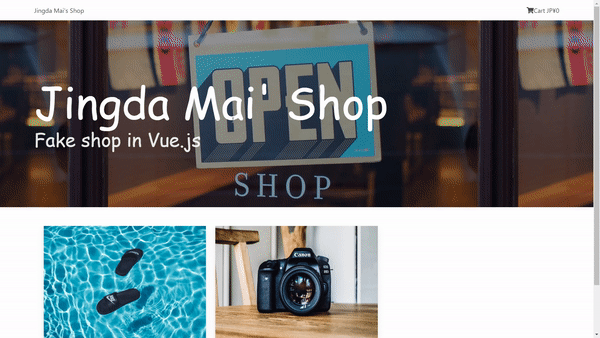 Jingda Mai's Shop
Cart JP¥0
OPEN
Jingda Mai' Shop
Fake shop in Vue.js
SHOP
Canon